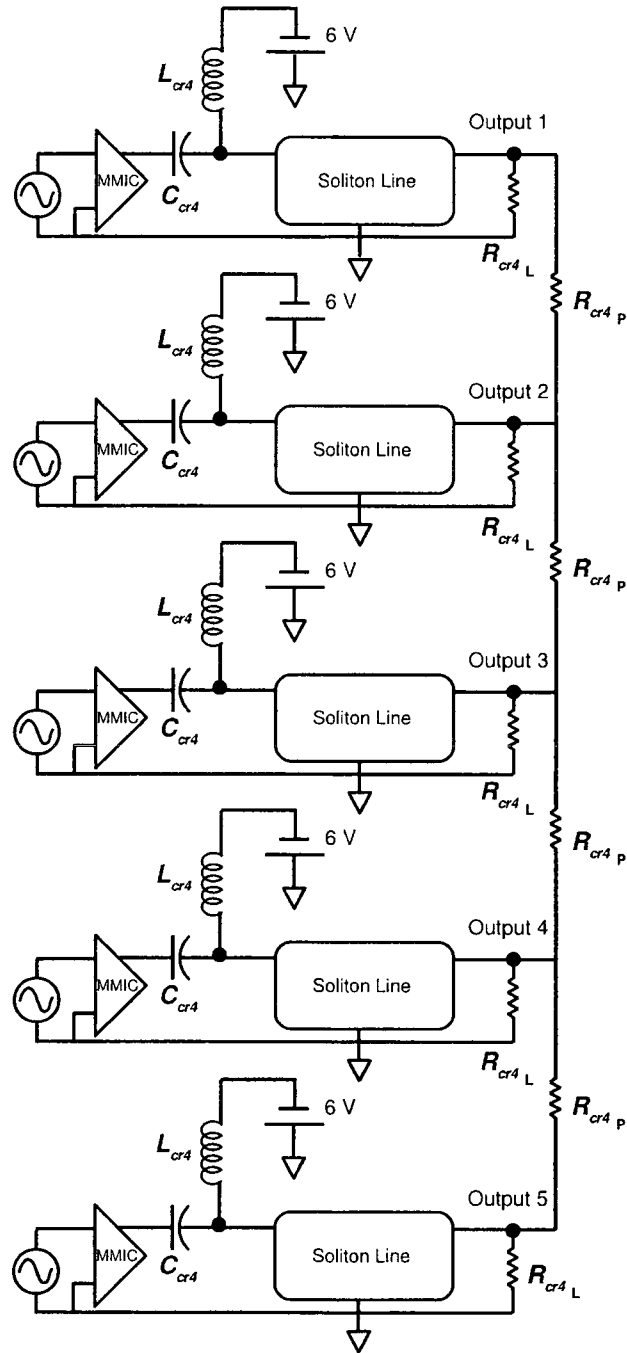 6 V
L_cr4
Output 1
MMIC
C_cr4
Soliton Line
R_cr4 L
R_cr4 P
6 V
L_cr4
Output 2
MMIC
C_cr4
Soliton Line
R_cr4 L
R_cr4 P
6 V
L_cr4
Output 3
MMIC
C_cr4
Soliton Line
R_cr4 L
R_cr4 P
6 V
L_cr4
Output 4
MMIC
C_cr4
Soliton Line
R_cr4 L
R_cr4 P
6 V
L_cr4
Output 5
MMIC
C_cr4
Soliton Line
R_cr4 L